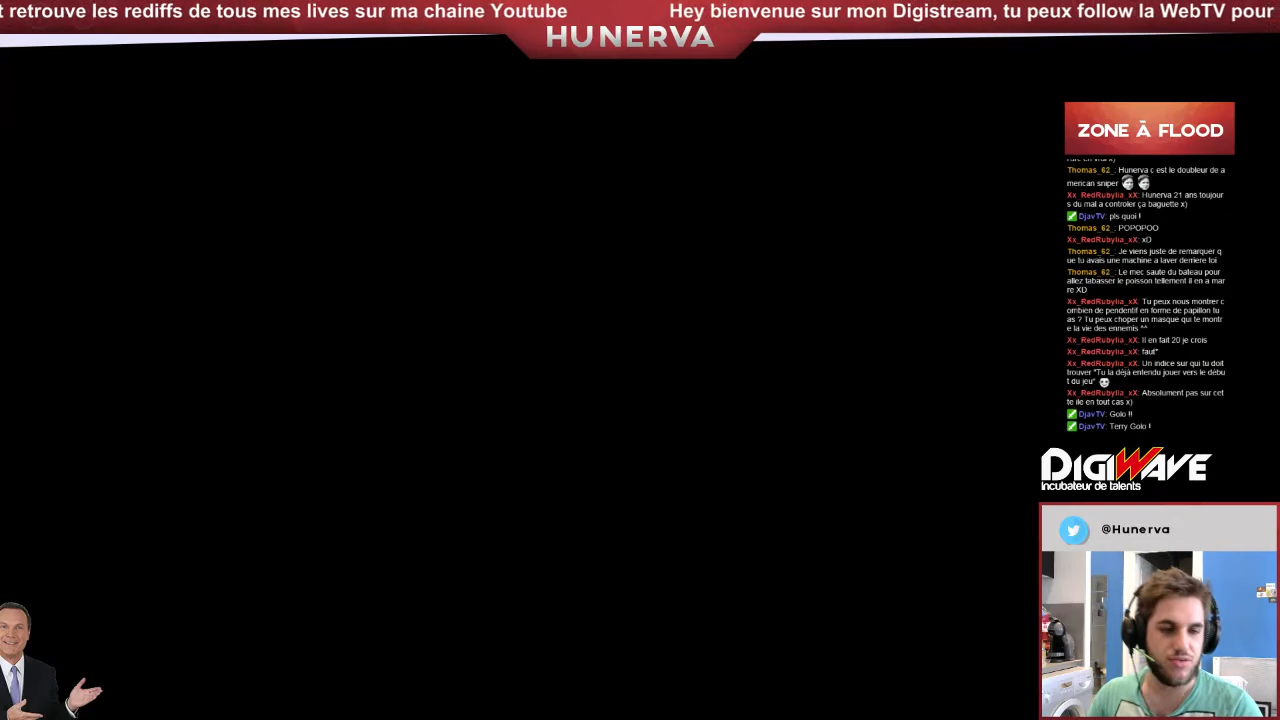 t retrouve les rediffs de tous mes lives sur ma chaine Youtube
Hey bienvenue sur mon Digistream, tu peux follow la WebTV pour
HUNERVA
ZONE À FLOOD
Thomas_62_: Hunerva c est le doubleur de a
merican sniper
Xx_RedRubylia_xX: Hunerva 21 ans toujour
s du mal a controler ça baguette x)
DjavTV: pls quoi !
Thomas_62_: POPOPOO
Xx_RedRubylia_xX: xD
Thomas_62_: Je viens juste de remarquer q
ue tu avais une machine a laver derriere toi
Thomas_62_: Le mec saute du bateau pour
allez tabasser le poisson tellement il en a mar
re XD
Xx_RedRubylia_xX: Tu peux nous montrer c
ombien de pendentif en forme de papillon tu
as ? Tu peux choper un masque qui te montr
e la vie des ennemis ^^
Xx_RedRubylia_xX: Il en fait 20 je crois
Xx_RedRubylia_xX: faut*
Xx_RedRubylia_xX: Un indice sur qui tu doit
trouver "Tu la déjà entendu jouer vers le débu
t du jeu"
Xx_RedRubylia_xX: Absolument pas sur cet
te ile en tout cas x)
DjavTV: Golo !!
DjavTV: Terry Golo !
DIGIWAVE
incubateur de talents
@Hunerva